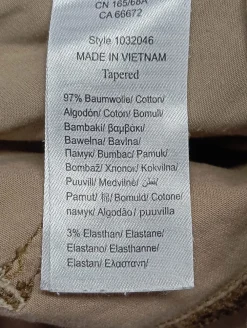 CN 165/68A
CA 66672
Style 1032046
MADE IN VIETNAM
Tapered
97% Baumwolle/ Cotton/
Algodón/ Coton/ Bomull/
Bambaki/ βαμβάκι/
Bawełna/ Bavlna/
Памук/ Bumbac/ Pamuk/
Bombaž/ Хлопок/ Kokvilna/
Puuvill/ Medvilnė/ قطن/
Pamut/ 棉/ Bomuld/ Cotone/
памук/ Algodão/ puuvilla
3% Elasthan/ Elastane/
Elastano/ Elasthanne/
Elastan/ Ελαστανη/